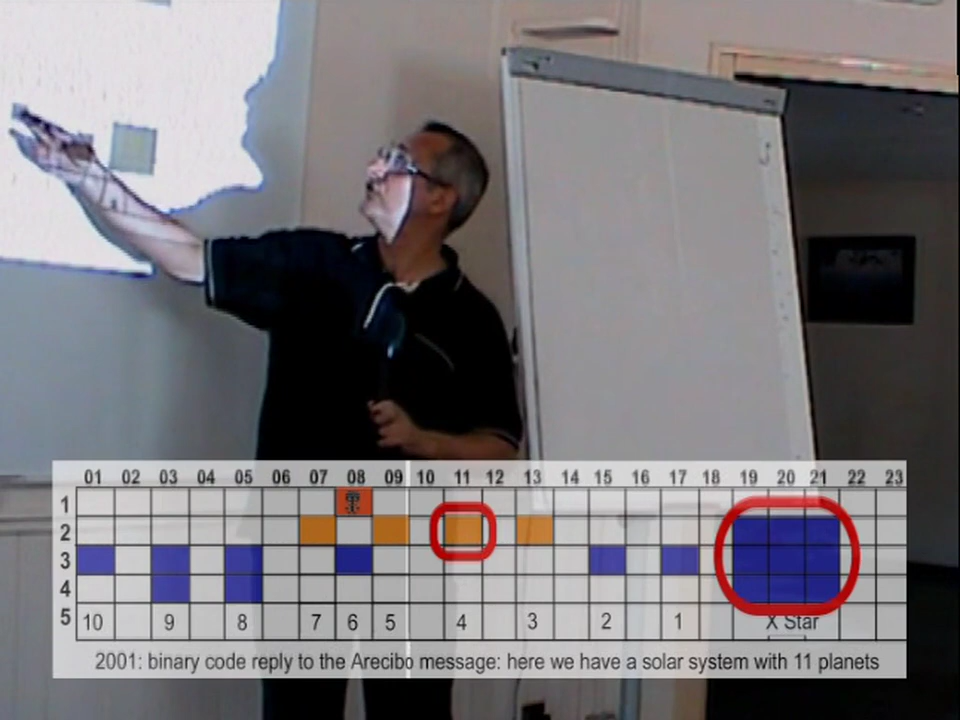 01 02 03 04 05 06 07 08 09 10 11 12 13 14 15 16 17 18 19 20 21 22 23
1
2
3
4
5 10 9 8 7 6 5 4 3 2 1 X Star
2001: binary code reply to the Arecibo message: here we have a solar system with 11 planets